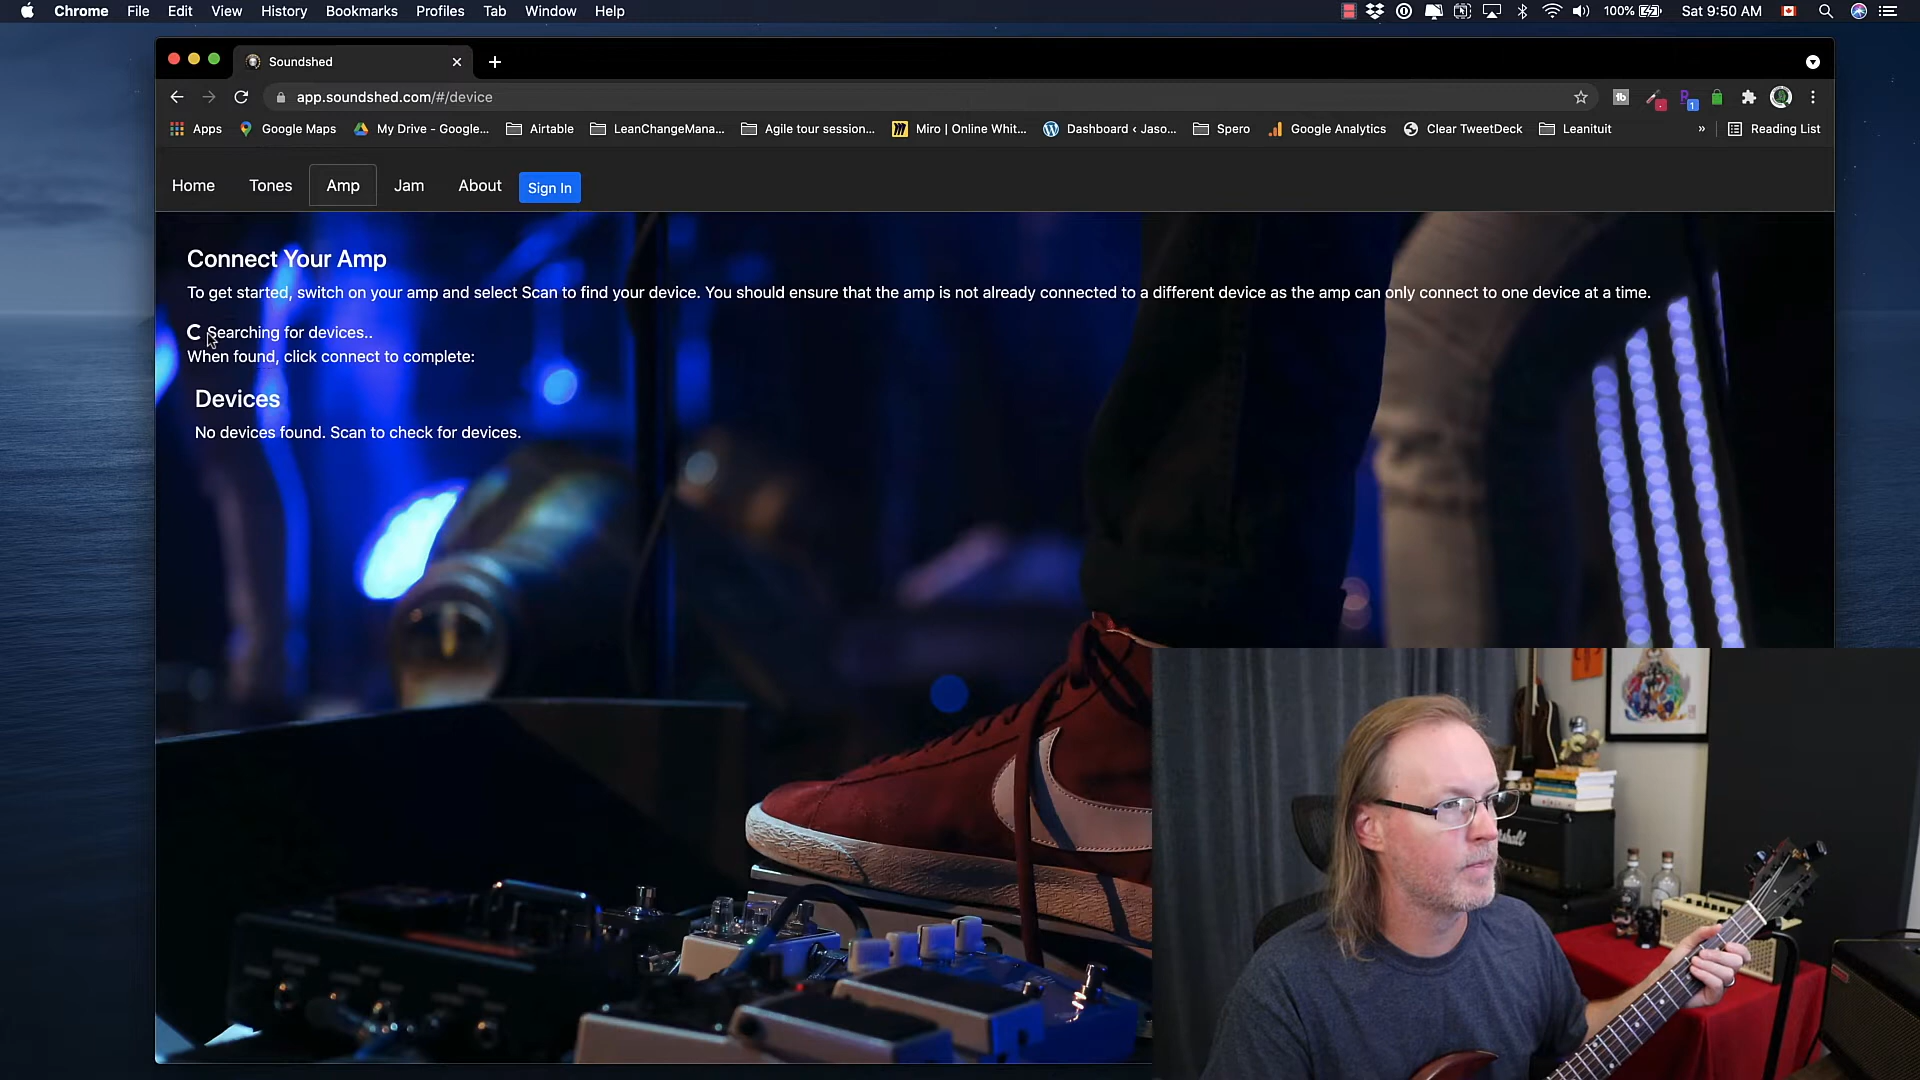 Chrome File Edit View History Bookmarks Profiles Tab Window Help
100% Sat 9:50 AM
Soundshed
app.soundshed.com/#/device
Apps Google Maps My Drive - Google... Airtable LeanChangeMana... Agile tour session... Miro | Online Whit... Dashboard ‹ Jaso... Spero Google Analytics Clear TweetDeck Leanituit » Reading List
Home Tones Amp Jam About Sign In
Connect Your Amp
To get started, switch on your amp and select Scan to find your device. You should ensure that the amp is not already connected to a different device as the amp can only connect to one device at a time.
Searching for devices..
When found, click connect to complete:
Devices
No devices found. Scan to check for devices.
Marshall